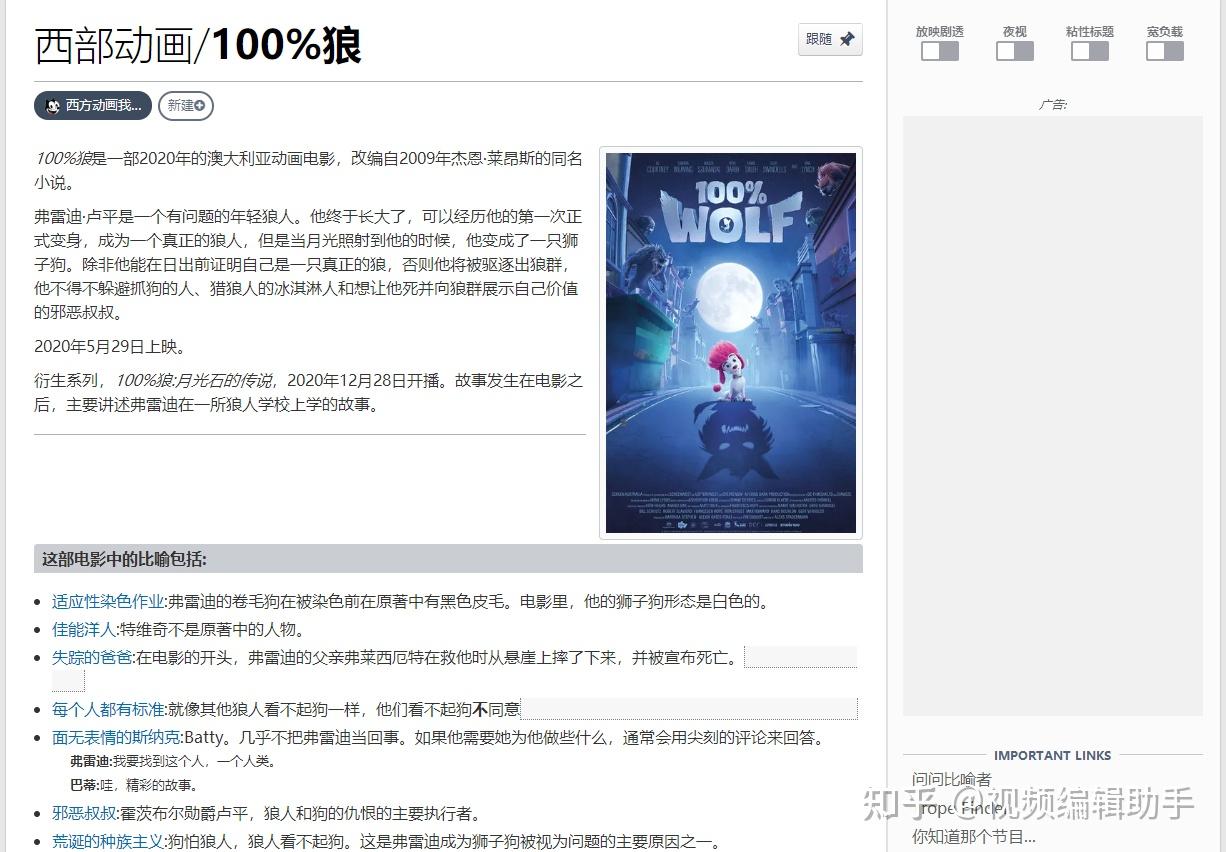 西部动画/100%狼
跟随
西方动画我...
新建
100%狼是一部2020年的澳大利亚动画电影，改编自2009年杰恩·莱昂斯的同名
小说。
弗雷迪·卢平是一个有问题的年轻狼人。他终于长大了，可以经历他的第一次正
式变身，成为一个真正的狼人，但是当月光照射到他的时候，他变成了一只狮
子狗。除非他能在日出前证明自己是一只真正的狼，否则他将被驱逐出狼群，
他不得不躲避抓狗的人、猎狼人的冰淇淋人和想让他死并向狼群展示自己价值
的邪恶叔叔。
2020年5月29日上映。
衍生系列，100%狼:月光石的传说，2020年12月28日开播。故事发生在电影之
后，主要讲述弗雷迪在一所狼人学校上学的故事。
100%
WOLF
这部电影中的比喻包括:
适应性染色作业:弗雷迪的卷毛狗在被染色前在原著中有黑色皮毛。电影里，他的狮子狗形态是白色的。
佳能洋人:特维奇不是原著中的人物。
失踪的爸爸:在电影的开头，弗雷迪的父亲弗莱西厄特在救他时从悬崖上摔了下来，并被宣布死亡。
每个人都有标准:就像其他狼人看不起狗一样，他们看不起狗不同意
面无表情的斯纳克:Batty。几乎不把弗雷迪当回事。如果他需要她为他做些什么，通常会用尖刻的评论来回答。
弗雷迪:我要找到这个人，一个人类。
巴蒂:哇，精彩的故事。
邪恶叔叔:霍茨布尔勋爵卢平，狼人和狗的仇恨的主要执行者。
荒诞的种族主义:狗怕狼人，狼人看不起狗。这是弗雷迪成为狮子狗被视为问题的主要原因之一。
放映剧透
夜视
粘性标题
宽负载
广告:
IMPORTANT LINKS
问问比喻者
Trope Finder
你知道那个节目...
知乎 @视频编辑助手